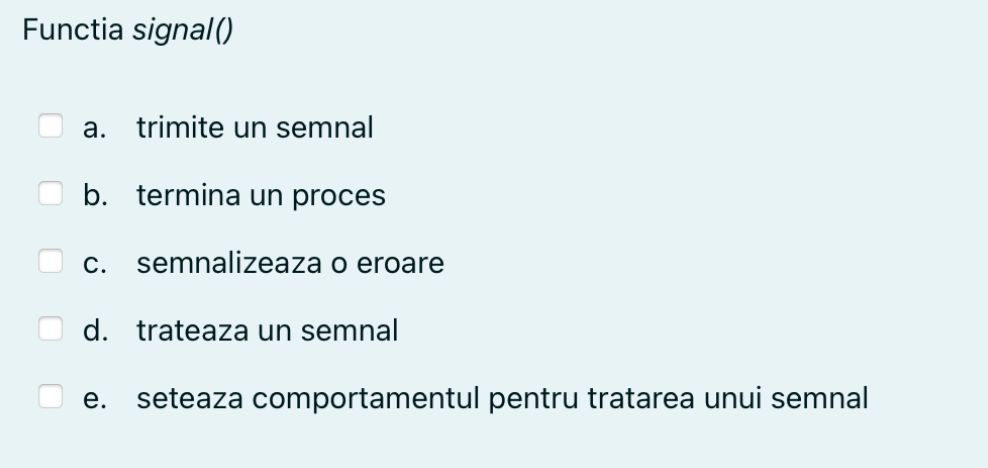 Functia signal()
a. trimite un semnal
b. termina un proces
c. semnalizeaza o eroare
d. trateaza un semnal
e. seteaza comportamentul pentru tratarea unui semnal